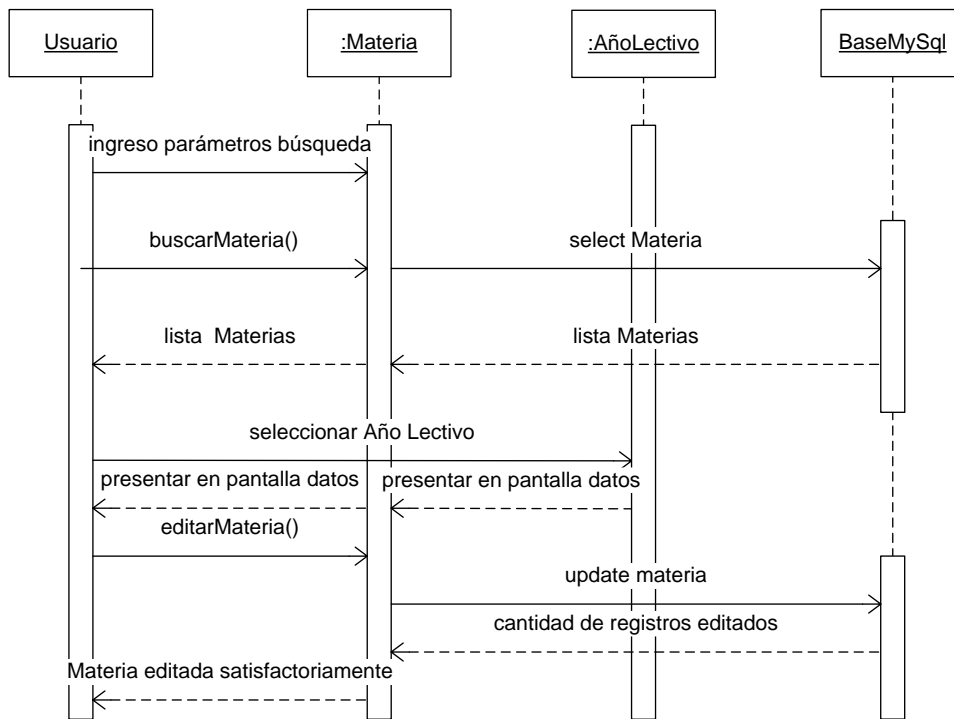 Usuario
:Materia
:AñoLectivo
BaseMySql
ingreso parámetros búsqueda
buscarMateria()
select Materia
lista Materias
lista Materias
seleccionar Año Lectivo
presentar en pantalla datos
presentar en pantalla datos
editarMateria()
update materia
cantidad de registros editados
Materia editada satisfactoriamente